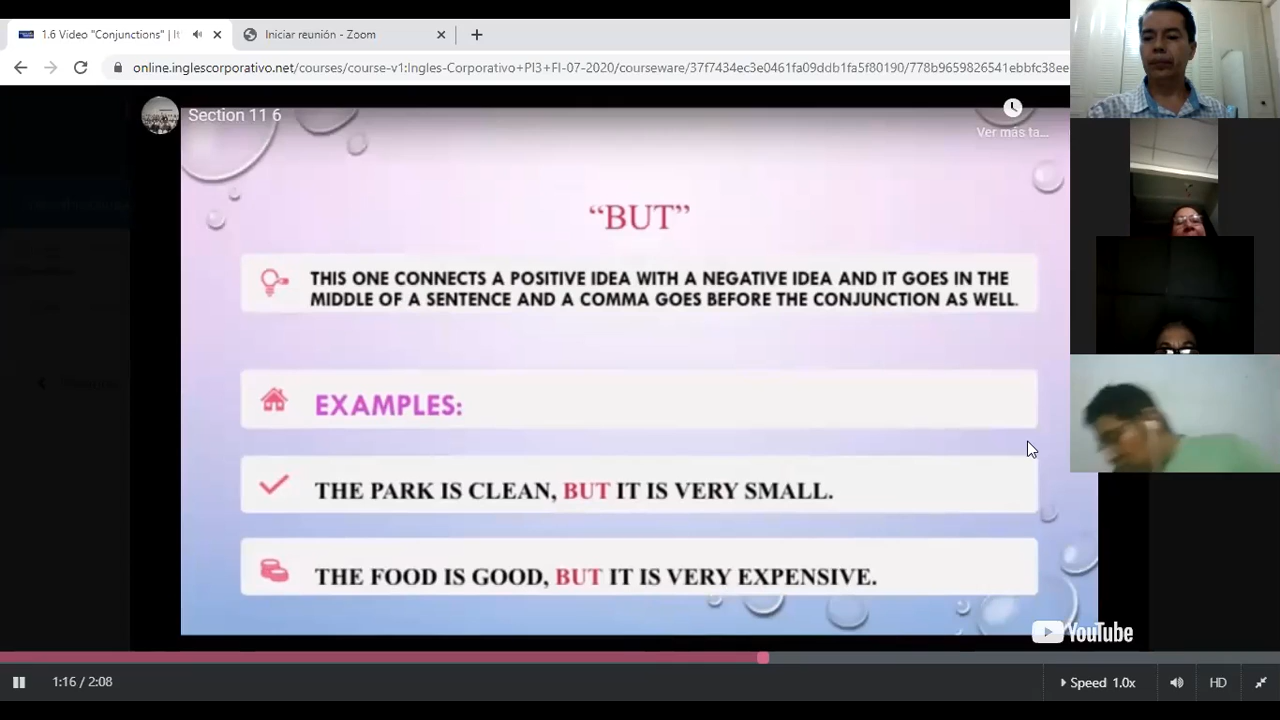 1.6 Video "Conjunctions" | It
Iniciar reunión - Zoom
online.inglescorporativo.net/courses/course-v1:Ingles-Corporativo+PI3+FI-07-2020/courseware/37f7434ec3e0461fa09ddb1fa5f80190/778b9659826541ebbfc38ee
Section 11 6
Ver más ta...
“BUT”
THIS ONE CONNECTS A POSITIVE IDEA WITH A NEGATIVE IDEA AND IT GOES IN THE
MIDDLE OF A SENTENCE AND A COMMA GOES BEFORE THE CONJUNCTION AS WELL.
EXAMPLES:
THE PARK IS CLEAN, BUT IT IS VERY SMALL.
THE FOOD IS GOOD, BUT IT IS VERY EXPENSIVE.
YouTube
1:16 / 2:08
Speed 1.0x
HD